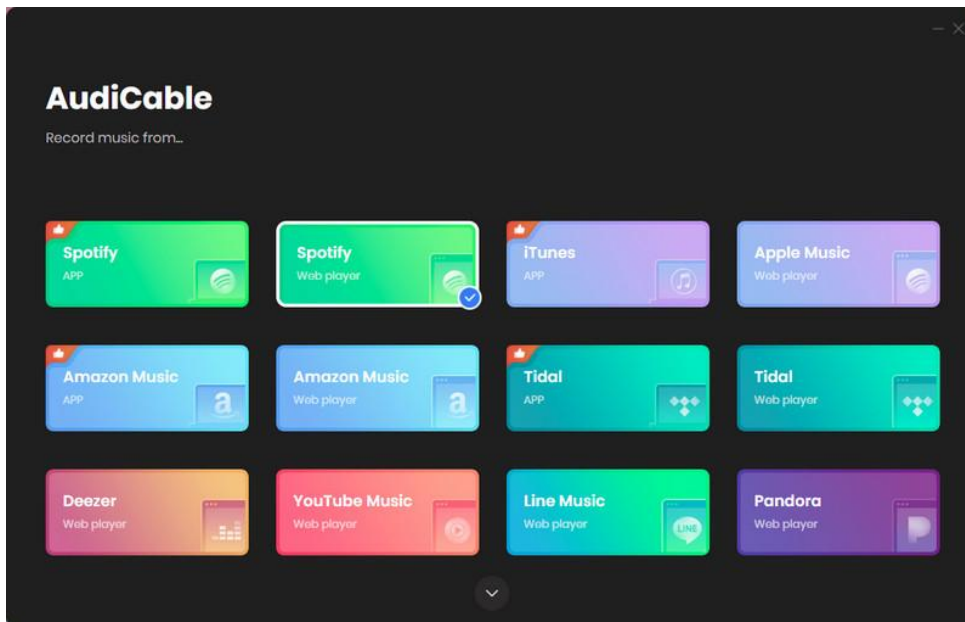 AudiCable
Record music from...
Spotify
APP
Spotify
Web player
iTunes
APP
Apple Music
Web player
Amazon Music
APP
a
Amazon Music
Web player
a
Tidal
APP
Tidal
Web player
Deezer
Web player
YouTube Music
Web player
Line Music
Web player
LINE
Pandora
Web player